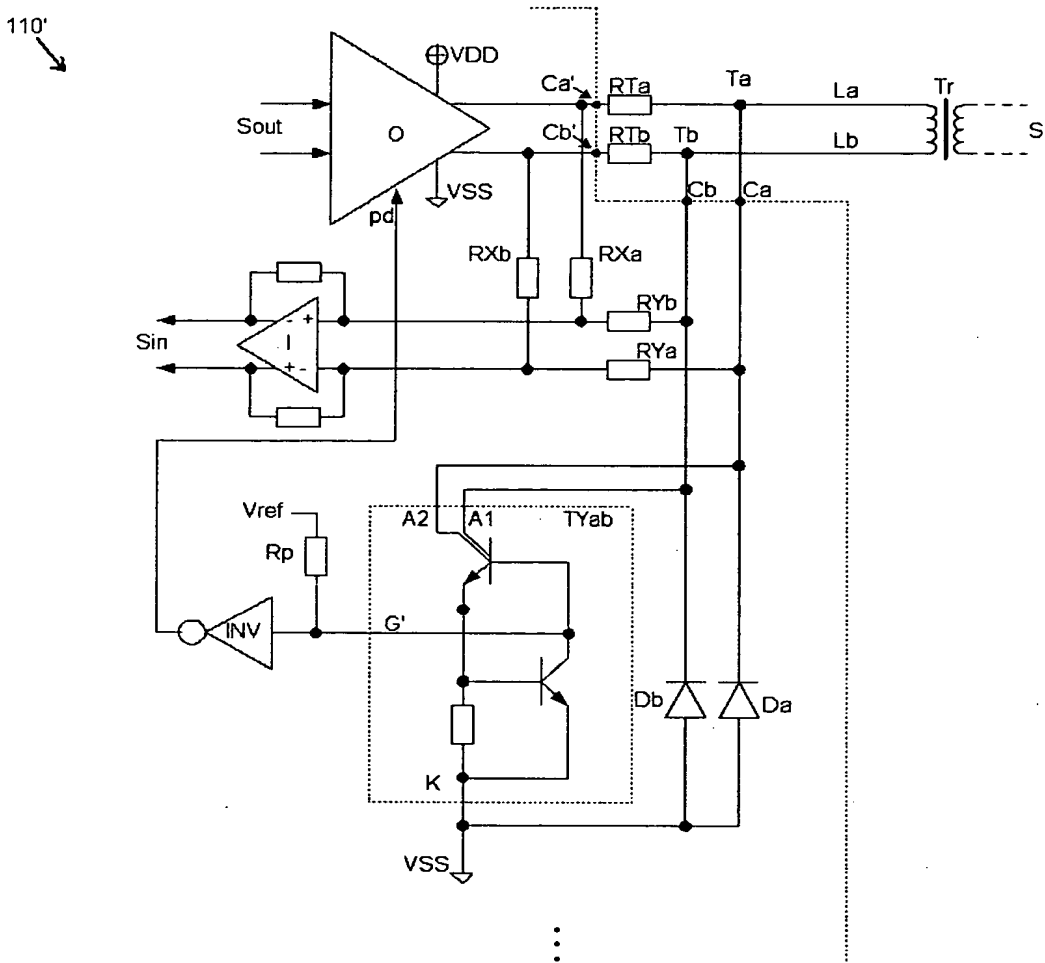 110'
VDD
Ca'
RTa
Ta
La
Tr
Sout
O
Cb'
RTb
Tb
Lb
S
VSS
Cb
Ca
pd
RXb
RXa
RYb
- +
Sin
I
RYa
+ -
Vref
A2
A1
TYab
Rp
INV
G'
Db
Da
K
VSS